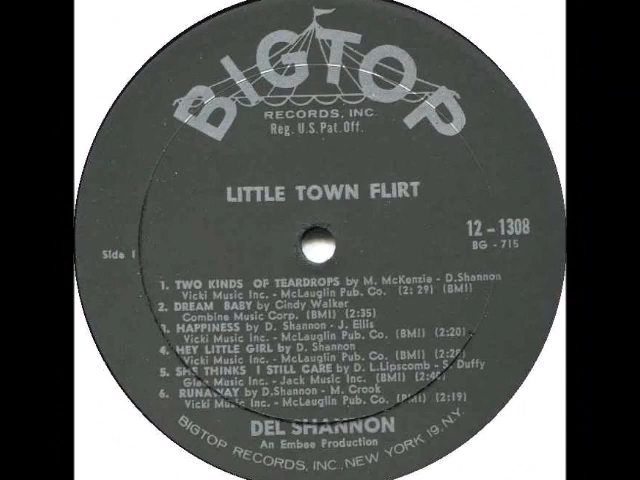 BIGTOP
RECORDS, INC.
Reg. U.S. Pat. Off.
LITTLE TOWN FLIRT
12-1308
BG - 715
Side 1
1. TWO KINDS OF TEARDROPS by M. McKenzie - D. Shannon
Vicki Music Inc. - McLaughlin Pub. Co. (2:29) (BMI)
2. DREAM BABY by Cindy Walker
Combine Music Corp. (BMI) (2:35)
3. HAPPINESS by D. Shannon - J. Ellis
Vicki Music Inc. - McLaughlin Pub. Co. (BMI) (2:20)
4. HEY LITTLE GIRL by D. Shannon
Vicki Music Inc. - McLaughlin Pub. Co. (BMI)
5. SHE THINKS I STILL CARE by D. L. Lipscomb - S. Duffy
Glad Music Inc. - Jack Music Inc. (BMI)
6. RUNAWAY by D. Shannon - M. Crook
Vicki Music Inc. - McLaughlin Pub. Co. (BMI) (2:19)
DEL SHANNON
An Embee Production
BIGTOP RECORDS, INC., NEW YORK 19, N.Y.